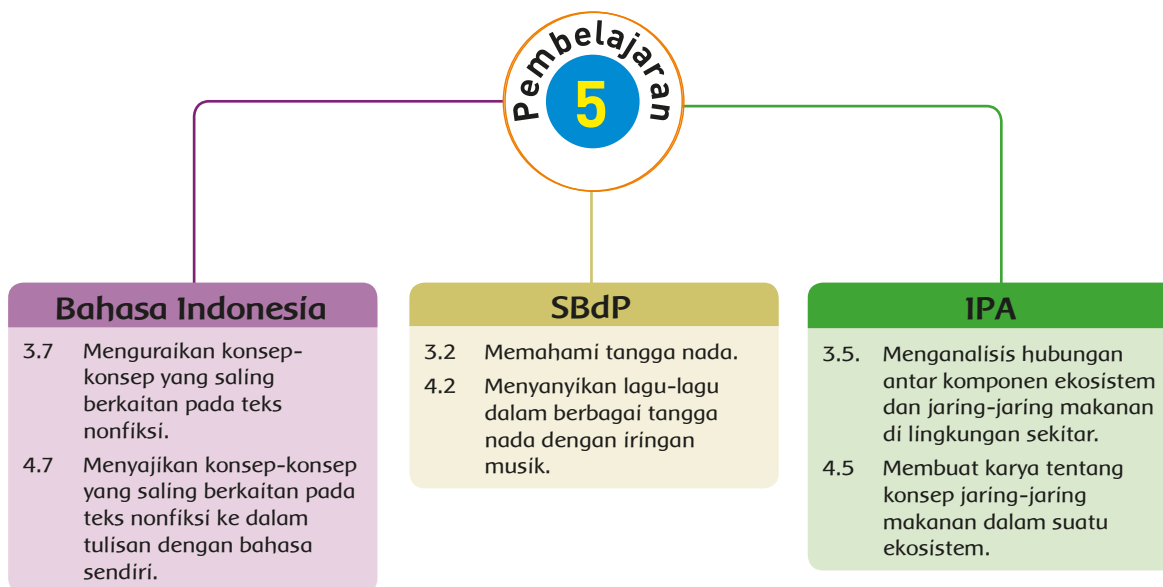 Pembelajaran
5
Bahasa Indonesia
3.7 Menguraikan konsep-
konsep yang saling
berkaitan pada teks
nonfiksi.
4.7 Menyajikan konsep-konsep
yang saling berkaitan pada
teks nonfiksi ke dalam
tulisan dengan bahasa
sendiri.
SBdP
3.2 Memahami tangga nada.
4.2 Menyanyikan lagu-lagu
dalam berbagai tangga
nada dengan iringan
musik.
IPA
3.5. Menganalisis hubungan
antar komponen ekosistem
dan jaring-jaring makanan
di lingkungan sekitar.
4.5 Membuat karya tentang
konsep jaring-jaring
makanan dalam suatu
ekosistem.